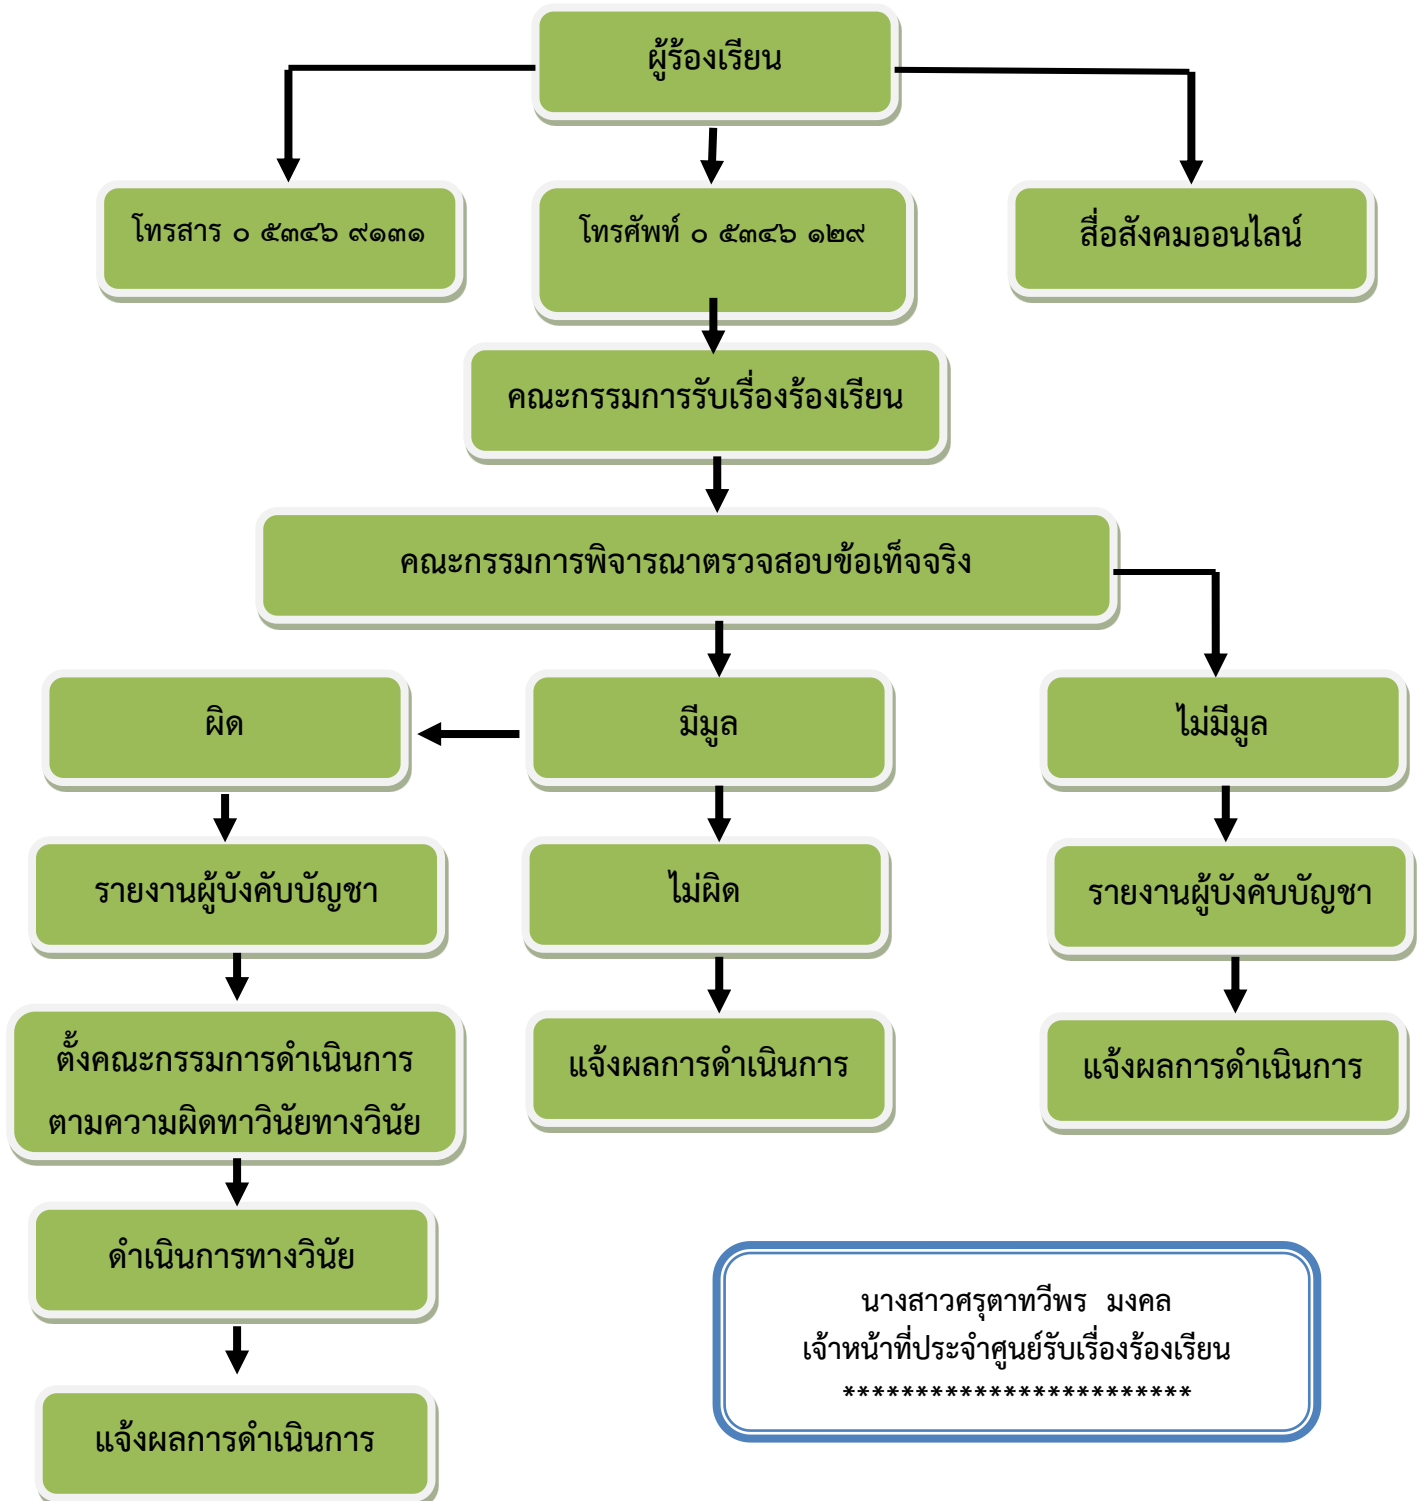 ผู้ร้องเรียน
โทรสาร ๐ ๕๓๔๖ ๙๑๓๑
โทรศัพท์ ๐ ๕๓๔๖ ๑๒๙
สื่อสังคมออนไลน์
คณะกรรมการรับเรื่องร้องเรียน
คณะกรรมการพิจารณาตรวจสอบข้อเท็จจริง
ผิด
มีมูล
ไม่มีมูล
รายงานผู้บังคับบัญชา
ไม่ผิด
รายงานผู้บังคับบัญชา
ตั้งคณะกรรมการดำเนินการ
ตามความผิดทาวินัยทางวินัย
แจ้งผลการดำเนินการ
แจ้งผลการดำเนินการ
ดำเนินการทางวินัย
แจ้งผลการดำเนินการ
นางสาวศรุตาทวีพร มงคล
เจ้าหน้าที่ประจำศูนย์รับเรื่องร้องเรียน
************************